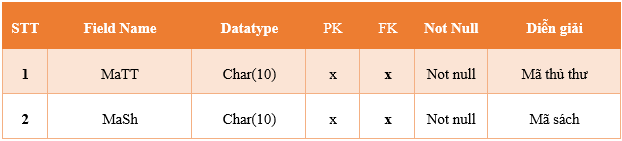 STT Field Name Datatype PK FK Not Null Diễn giải
1 MaTT Char(10) x x Not null Mã thủ thư
2 MaSh Char(10) x x Not null Mã sách